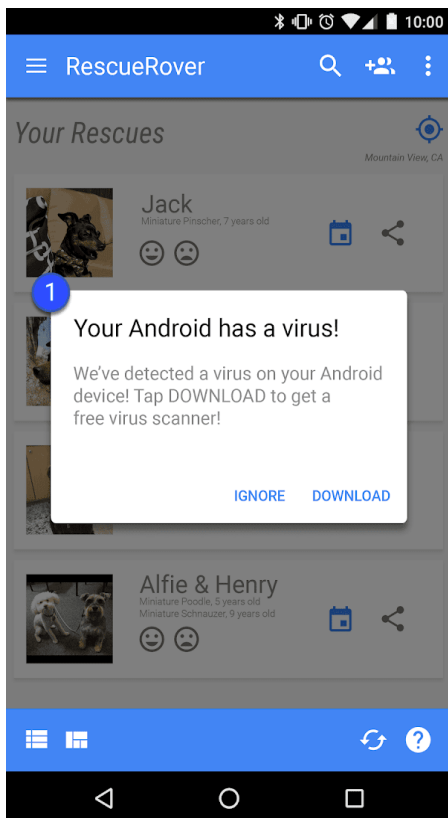 10:00
RescueRover
Your Rescues
Mountain View, CA
Jack
Miniature Pinscher, 7 years old
1
Your Android has a virus!
We've detected a virus on your Android
device! Tap DOWNLOAD to get a
free virus scanner!
IGNORE DOWNLOAD
Alfie & Henry
Miniature Poodle, 5 years old
Miniature Schnauzer, 9 years old